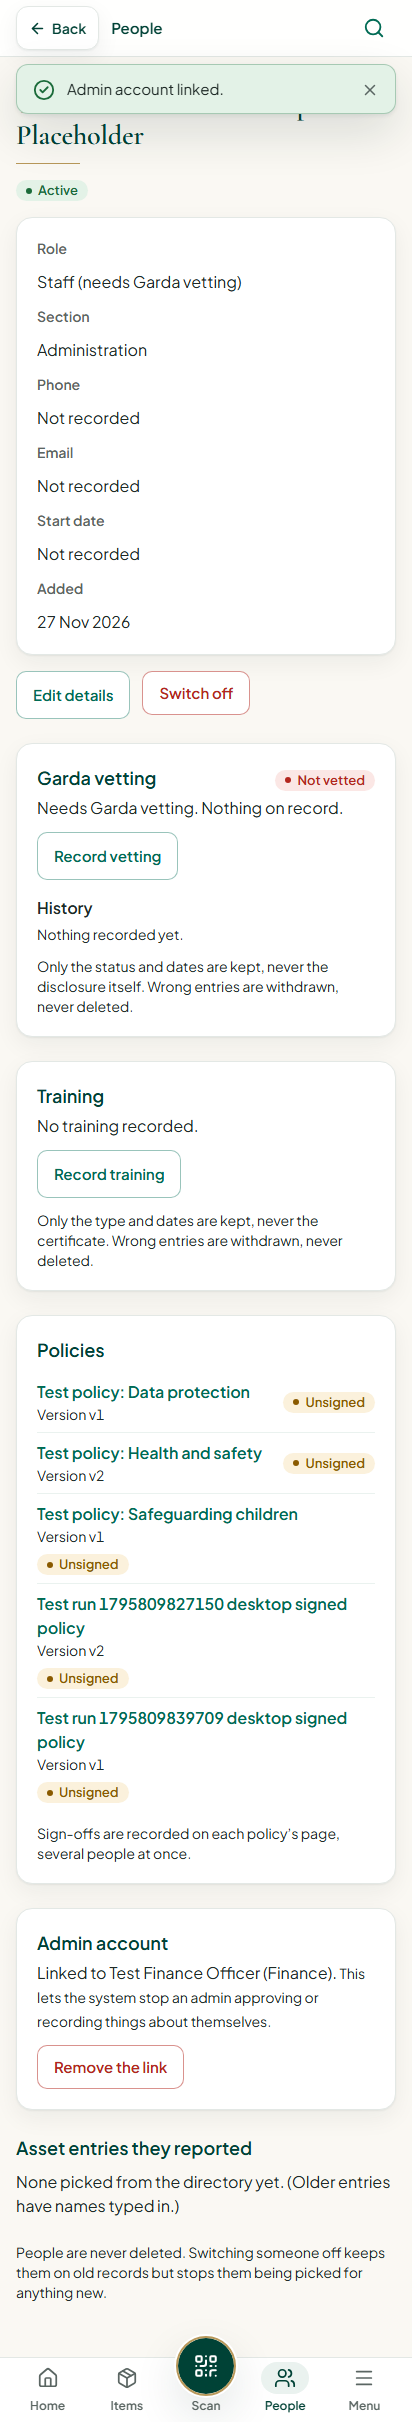 Back
People
Admin account linked.
Placeholder
Active
Role
Staff (needs Garda vetting)
Section
Administration
Phone
Not recorded
Email
Not recorded
Start date
Not recorded
Added
27 Nov 2026
Edit details
Switch off
Garda vetting
Not vetted
Needs Garda vetting. Nothing on record.
Record vetting
History
Nothing recorded yet.
Only the status and dates are kept, never the
disclosure itself. Wrong entries are withdrawn,
never deleted.
Training
No training recorded.
Record training
Only the type and dates are kept, never the
certificate. Wrong entries are withdrawn, never
deleted.
Policies
Test policy: Data protection
Version v1
Unsigned
Test policy: Health and safety
Version v2
Unsigned
Test policy: Safeguarding children
Version v1
Unsigned
Test run 1795809827150 desktop signed
policy
Version v2
Unsigned
Test run 1795809839709 desktop signed
policy
Version v1
Unsigned
Sign-offs are recorded on each policy's page,
several people at once.
Admin account
Linked to Test Finance Officer (Finance). This
lets the system stop an admin approving or
recording things about themselves.
Remove the link
Asset entries they reported
None picked from the directory yet. (Older entries
have names typed in.)
People are never deleted. Switching someone off keeps
them on old records but stops them being picked for
anything new.
Home
Items
Scan
People
Menu